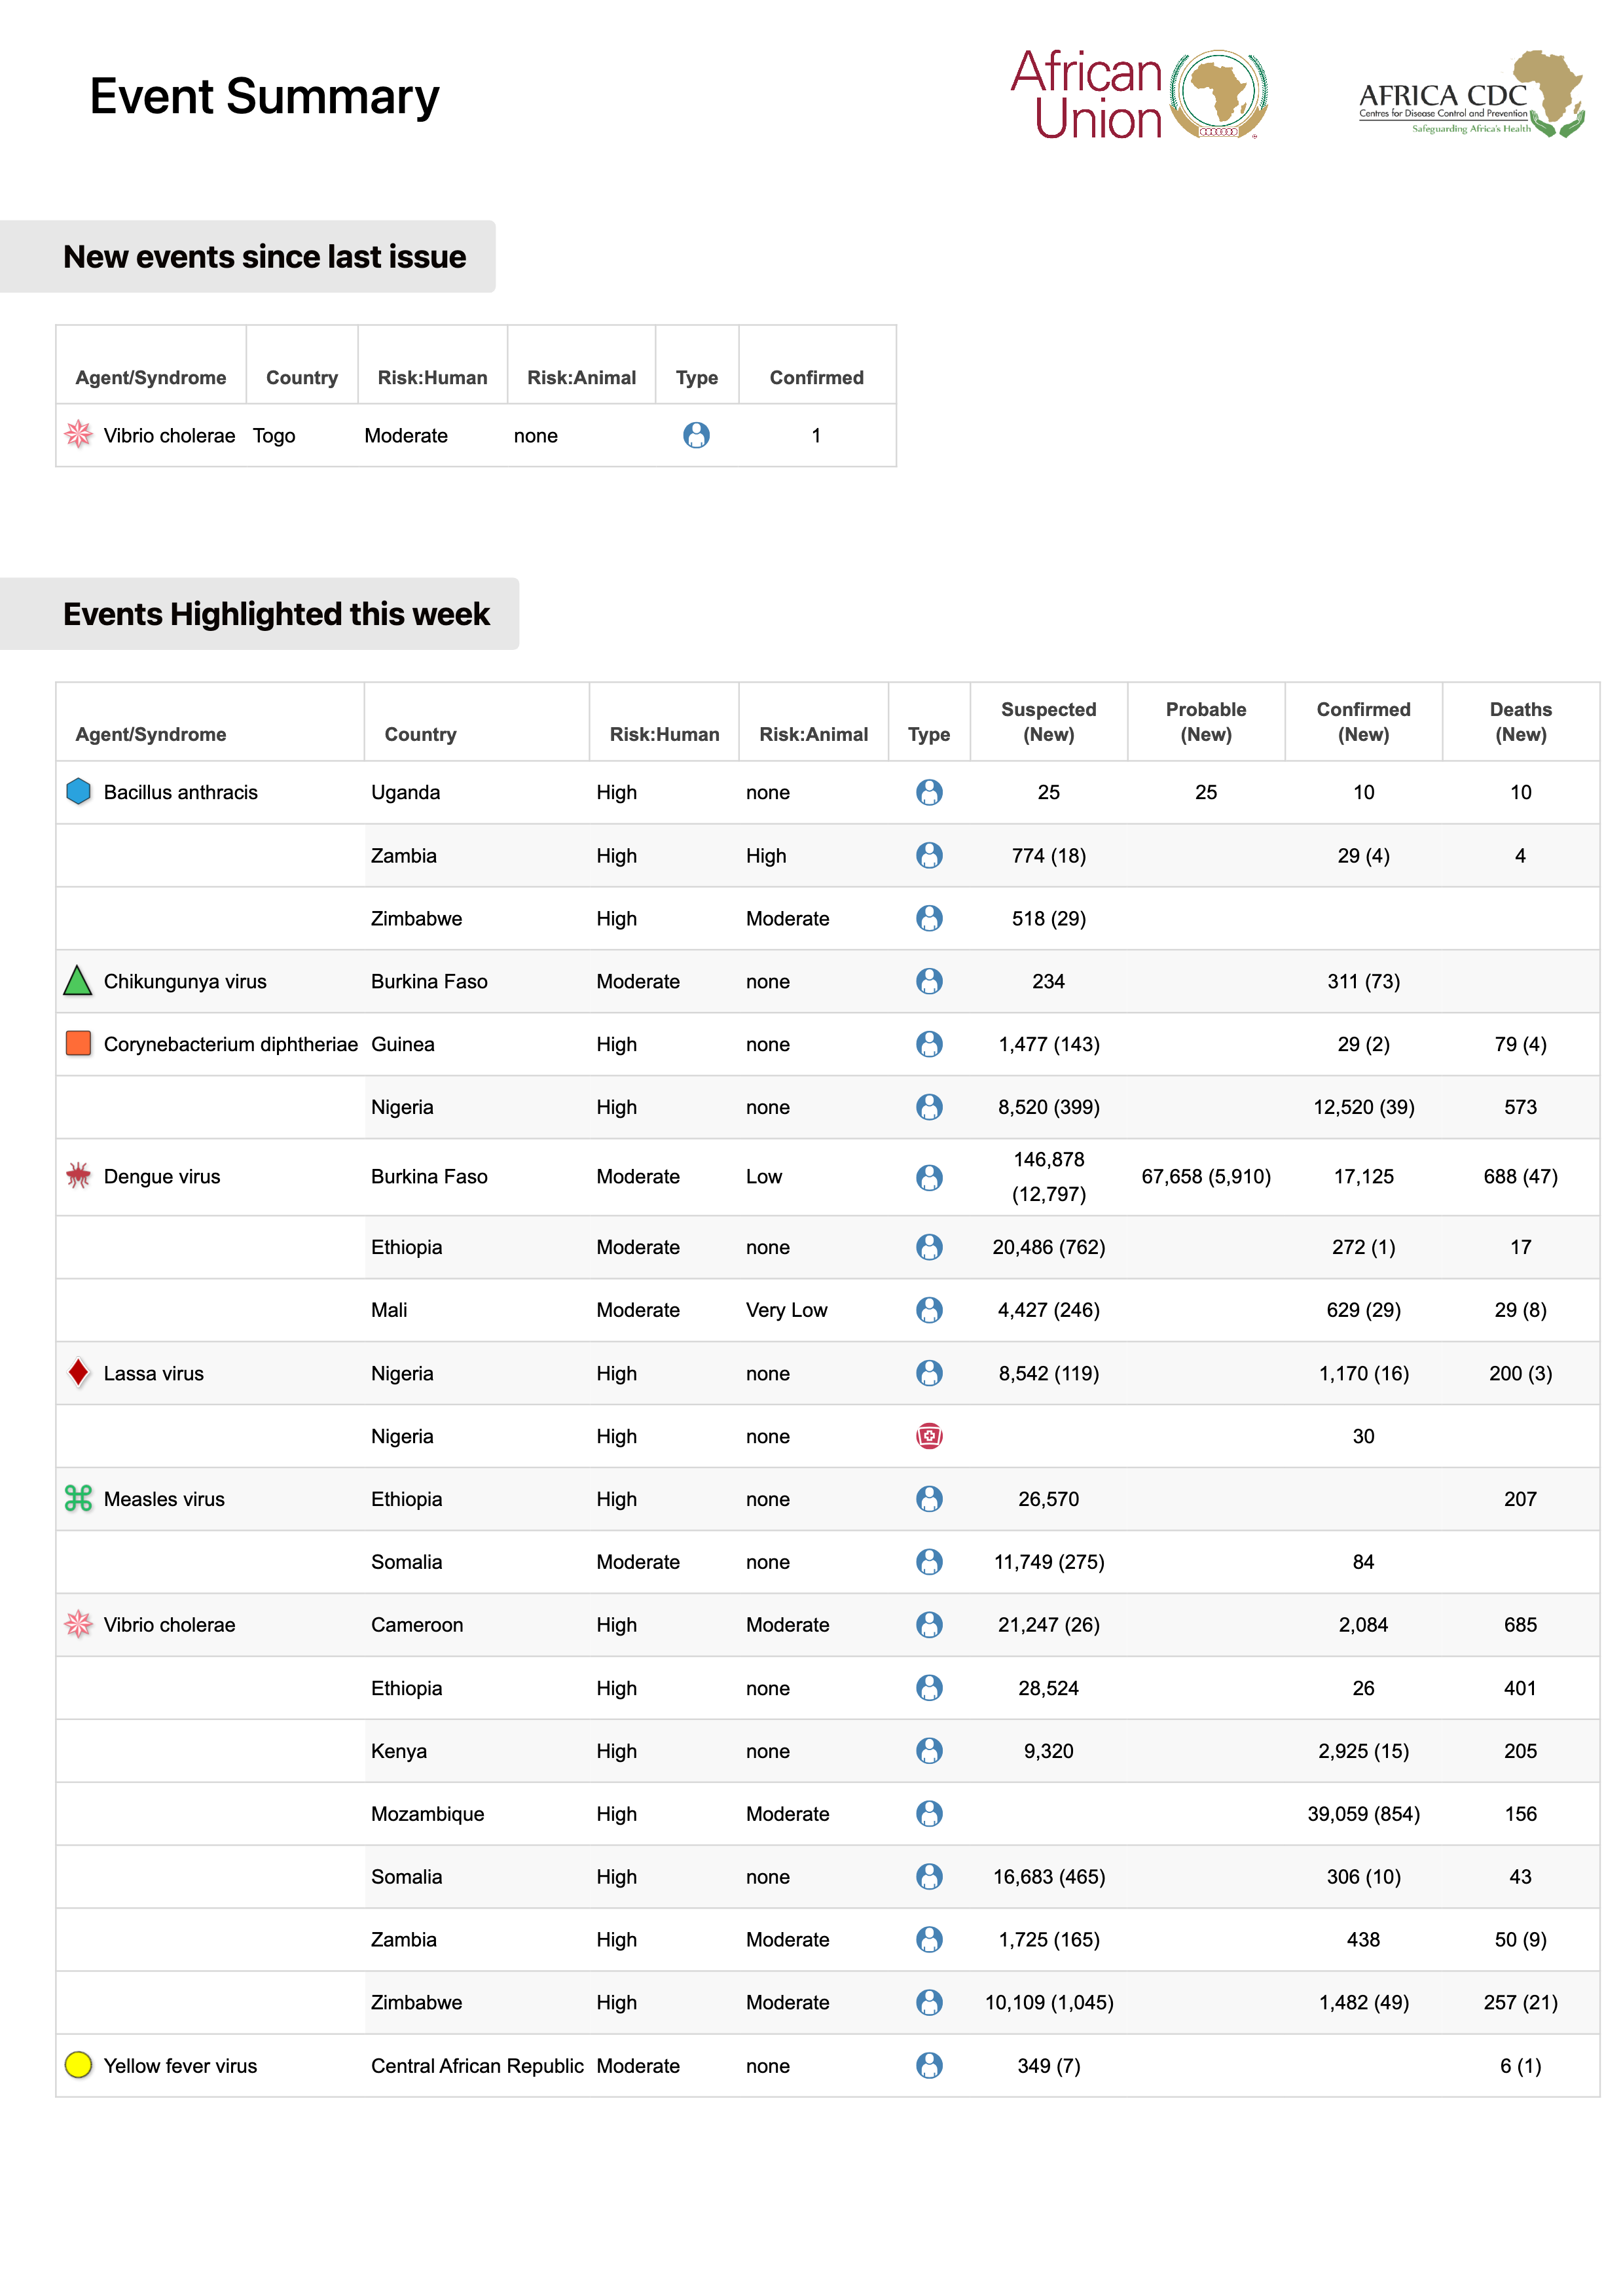 Event Summary
African
Union
AFRICA CDC
Centres for Disease Control and Prevention
Safeguarding Africa's Health
New events since last issue
Agent/Syndrome Country Risk:Human Risk:Animal Type Confirmed
Vibrio cholerae Togo Moderate none 1
Events Highlighted this week
Agent/Syndrome Country Risk:Human Risk:Animal Type Suspected (New) Probable (New) Confirmed (New) Deaths (New)
Bacillus anthracis Uganda High none 25 25 10 10
Zambia High High 774 (18) 29 (4) 4
Zimbabwe High Moderate 518 (29)
Chikungunya virus Burkina Faso Moderate none 234 311 (73)
Corynebacterium diphtheriae Guinea High none 1,477 (143) 29 (2) 79 (4)
Nigeria High none 8,520 (399) 12,520 (39) 573
Dengue virus Burkina Faso Moderate Low 146,878 (12,797) 67,658 (5,910) 17,125 688 (47)
Ethiopia Moderate none 20,486 (762) 272 (1) 17
Mali Moderate Very Low 4,427 (246) 629 (29) 29 (8)
Lassa virus Nigeria High none 8,542 (119) 1,170 (16) 200 (3)
Nigeria High none 30
Measles virus Ethiopia High none 26,570 207
Somalia Moderate none 11,749 (275) 84
Vibrio cholerae Cameroon High Moderate 21,247 (26) 2,084 685
Ethiopia High none 28,524 26 401
Kenya High none 9,320 2,925 (15) 205
Mozambique High Moderate 39,059 (854) 156
Somalia High none 16,683 (465) 306 (10) 43
Zambia High Moderate 1,725 (165) 438 50 (9)
Zimbabwe High Moderate 10,109 (1,045) 1,482 (49) 257 (21)
Yellow fever virus Central African Republic Moderate none 349 (7) 6 (1)